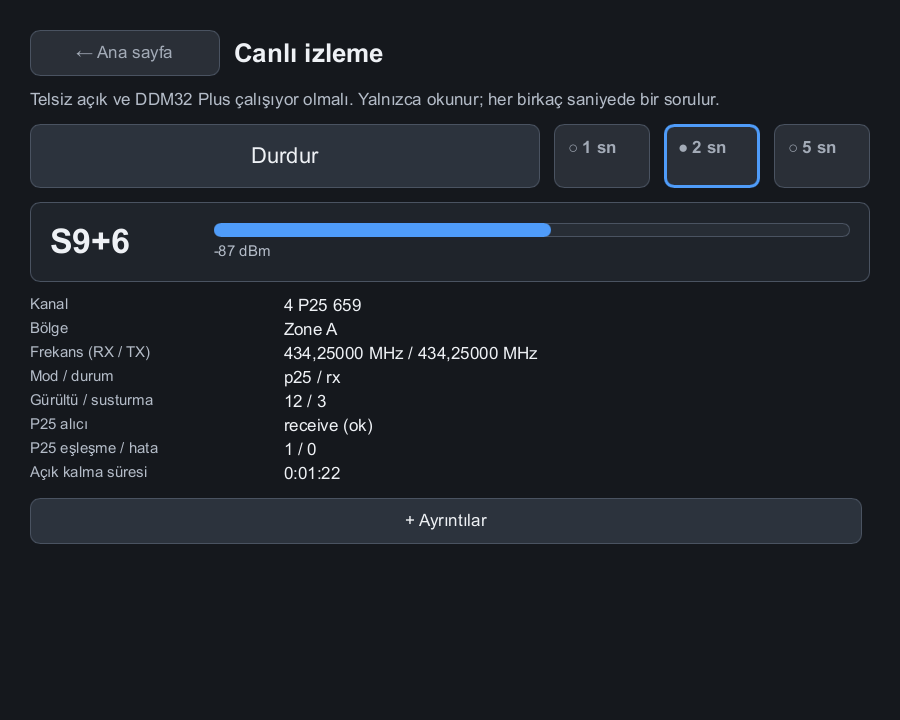 ← Ana sayfa
Canlı izleme
Telsiz açık ve DDM32 Plus çalışıyor olmalı. Yalnızca okunur; her birkaç saniyede bir sorulur.
Durdur
○ 1 sn
● 2 sn
○ 5 sn
S9+6
-87 dBm
Kanal 4 P25 659
Bölge Zone A
Frekans (RX / TX) 434,25000 MHz / 434,25000 MHz
Mod / durum p25 / rx
Gürültü / susturma 12 / 3
P25 alıcı receive (ok)
P25 eşleşme / hata 1 / 0
Açık kalma süresi 0:01:22
+ Ayrıntılar